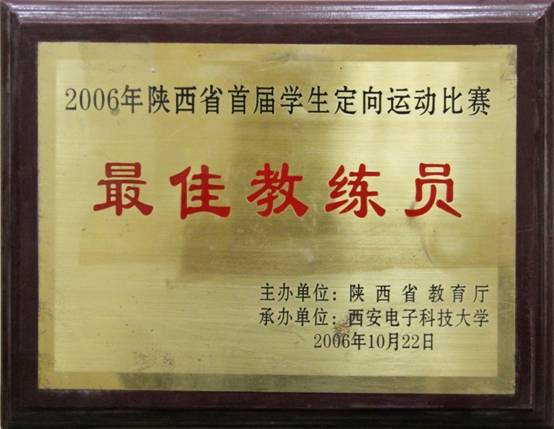 2006年陕西省首届学生定向运动比赛
最佳教练员
主办单位：陕西省教育厅
承办单位：西安电子科技大学
2006年10月22日